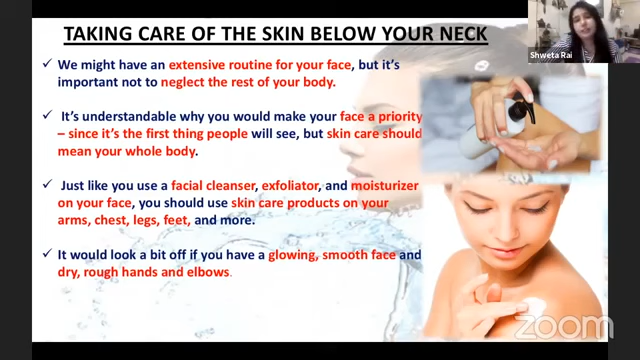 TAKING CARE OF THE SKIN BELOW YOUR NECK
Shweta Rai
✓ We might have an extensive routine for your face, but it's
important not to neglect the rest of your body.
✓ It's understandable why you would make your face a priority
– since it's the first thing people will see, but skin care should
mean your whole body.
✓ Just like you use a facial cleanser, exfoliator, and moisturizer
on your face, you should use skin care products on your
arms, chest, legs, feet, and more.
✓ It would look a bit off if you have a glowing, smooth face and
dry, rough hands and elbows.
zoom